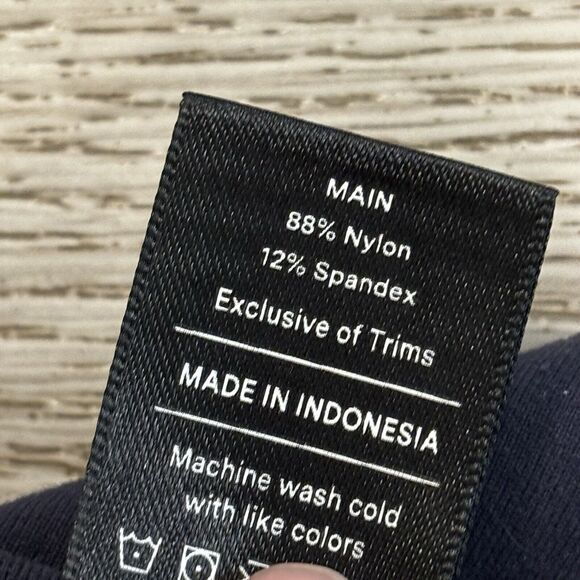 MAIN
88% Nylon
12% Spandex
Exclusive of Trims
MADE IN INDONESIA
Machine wash cold
with like colors